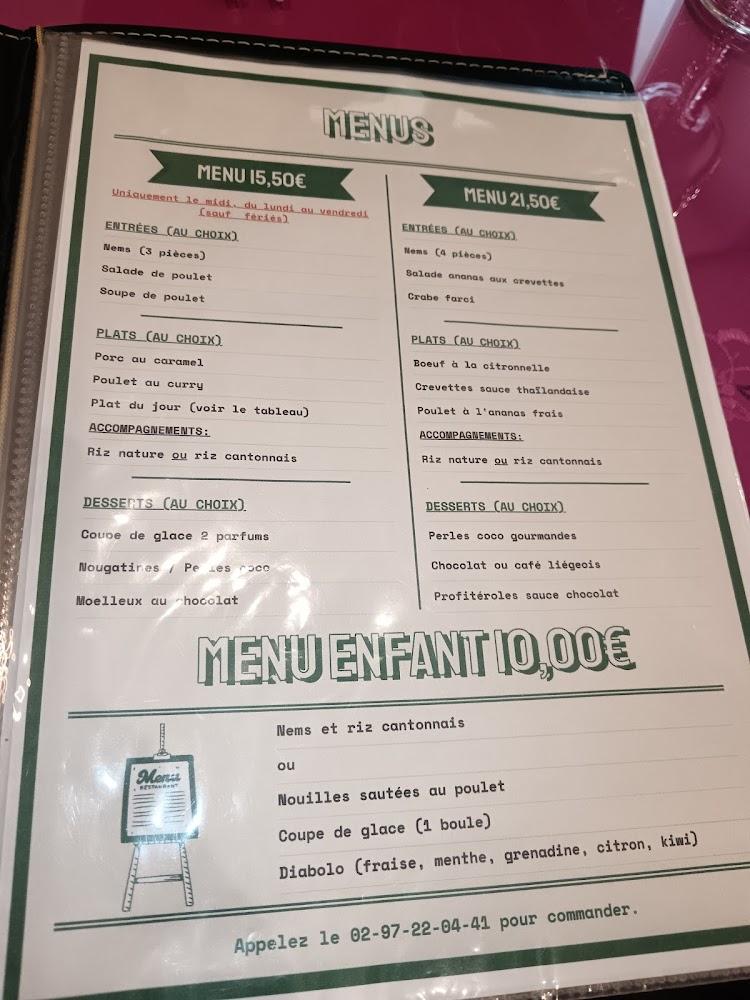 MENUS
MENU 15,50€
Uniquement le midi, du lundi au vendredi
(sauf fériés)
ENTRÉES (AU CHOIX)
Nems (3 pièces)
Salade de poulet
Soupe de poulet
PLATS (AU CHOIX)
Porc au caramel
Poulet au curry
Plat du jour (voir le tableau)
ACCOMPAGNEMENTS:
Riz nature ou riz cantonnais
DESSERTS (AU CHOIX)
Coupe de glace 2 parfums
Nougatines / Perles coco
Moelleux au chocolat
MENU 21,50€
ENTRÉES (AU CHOIX)
Nems (4 pièces)
Salade ananas aux crevettes
Crabe farci
PLATS (AU CHOIX)
Boeuf à la citronnelle
Crevettes sauce thaïlandaise
Poulet à l'ananas frais
ACCOMPAGNEMENTS:
Riz nature ou riz cantonnais
DESSERTS (AU CHOIX)
Perles coco gourmandes
Chocolat ou café liégeois
Profitéroles sauce chocolat
MENU ENFANT 10,00€
Menu
RESTAURANT
Nems et riz cantonnais
ou
Nouilles sautées au poulet
Coupe de glace (1 boule)
Diabolo (fraise, menthe, grenadine, citron, kiwi)
Appelez le 02-97-22-04-41 pour commander.